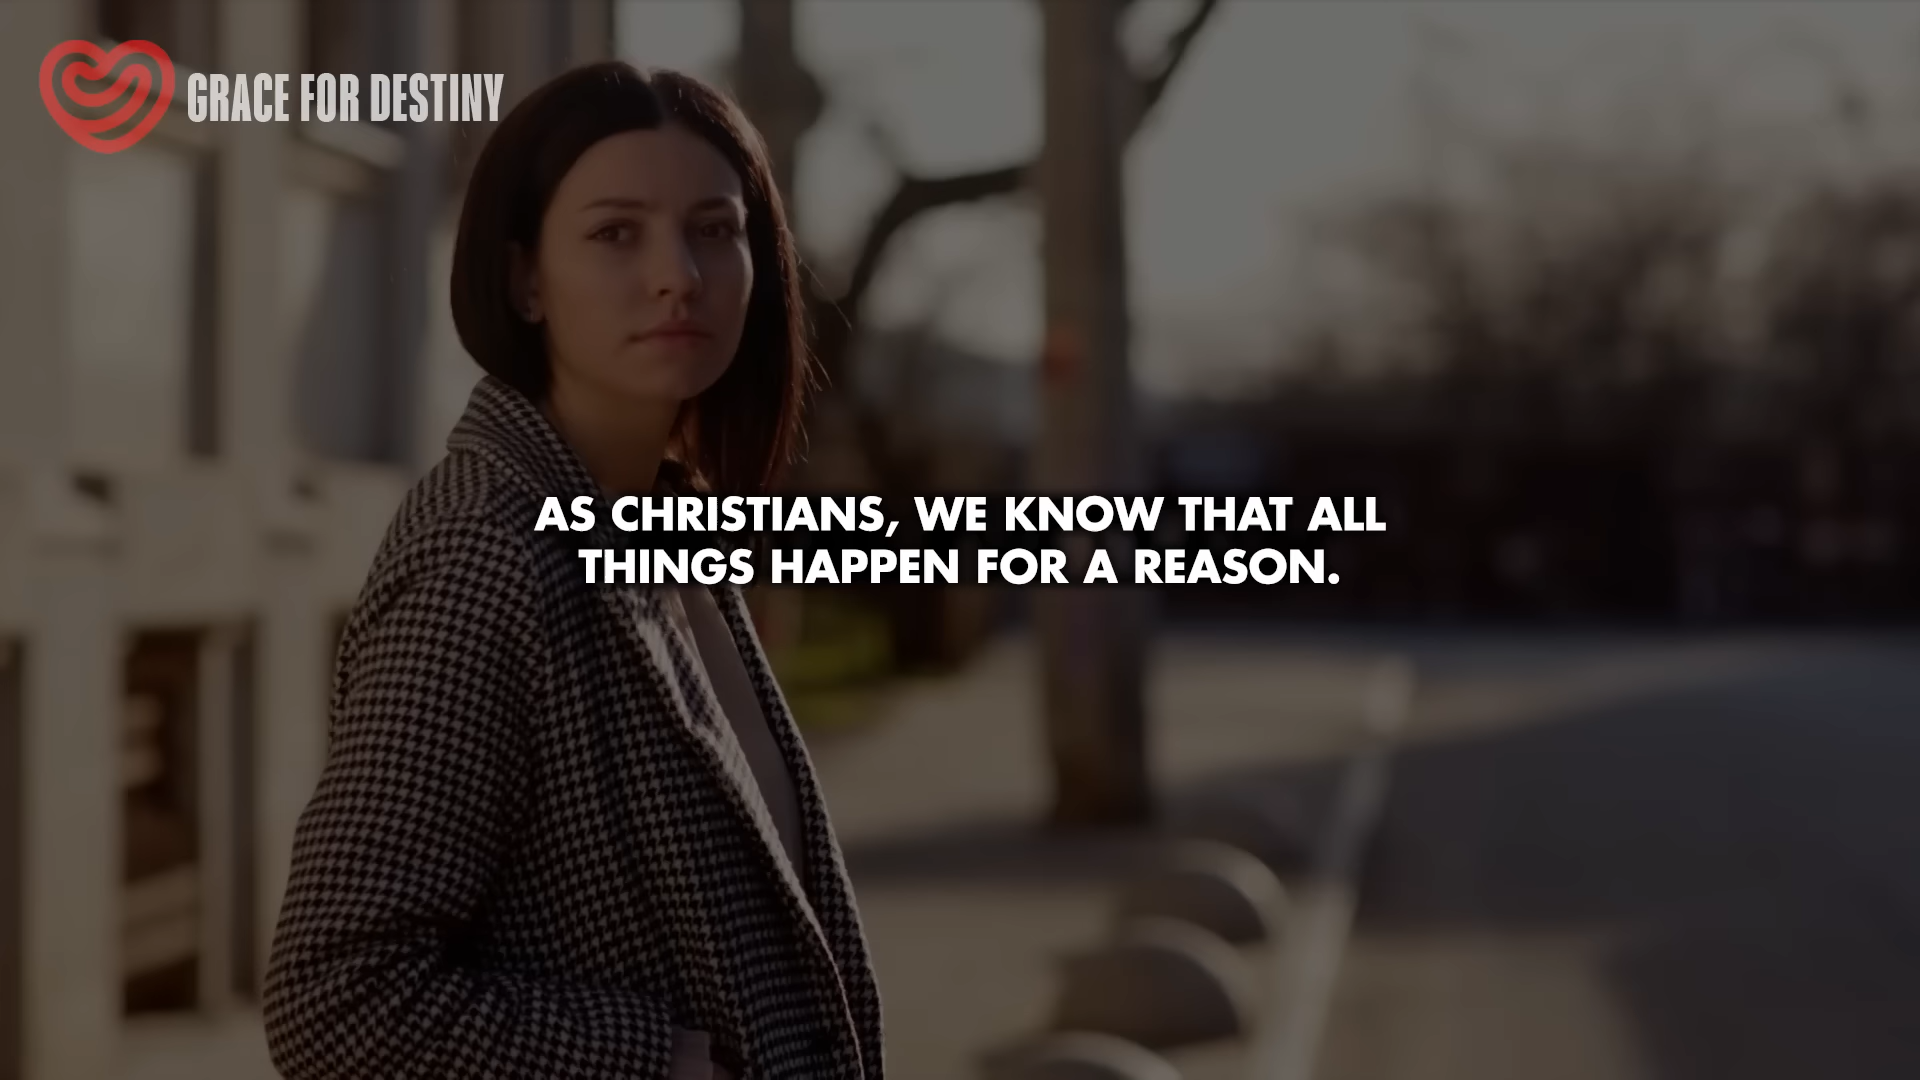 GRACE FOR DESTINY
AS CHRISTIANS, WE KNOW THAT ALL
THINGS HAPPEN FOR A REASON.